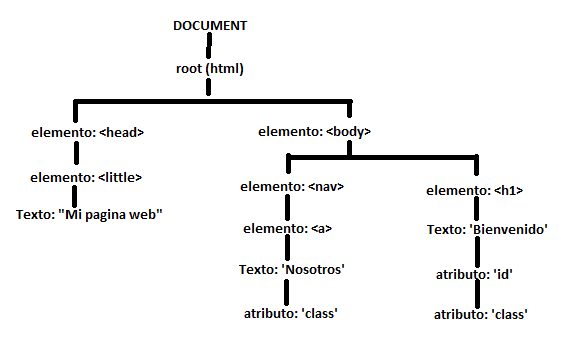 DOCUMENT
root (html)
elemento: <head>
elemento: <body>
elemento: <little>
elemento: <nav>
elemento: <h1>
Texto: "Mi pagina web"
elemento: <a>
Texto: 'Bienvenido'
Texto: 'Nosotros'
atributo: 'id'
atributo: 'class'
atributo: 'class'